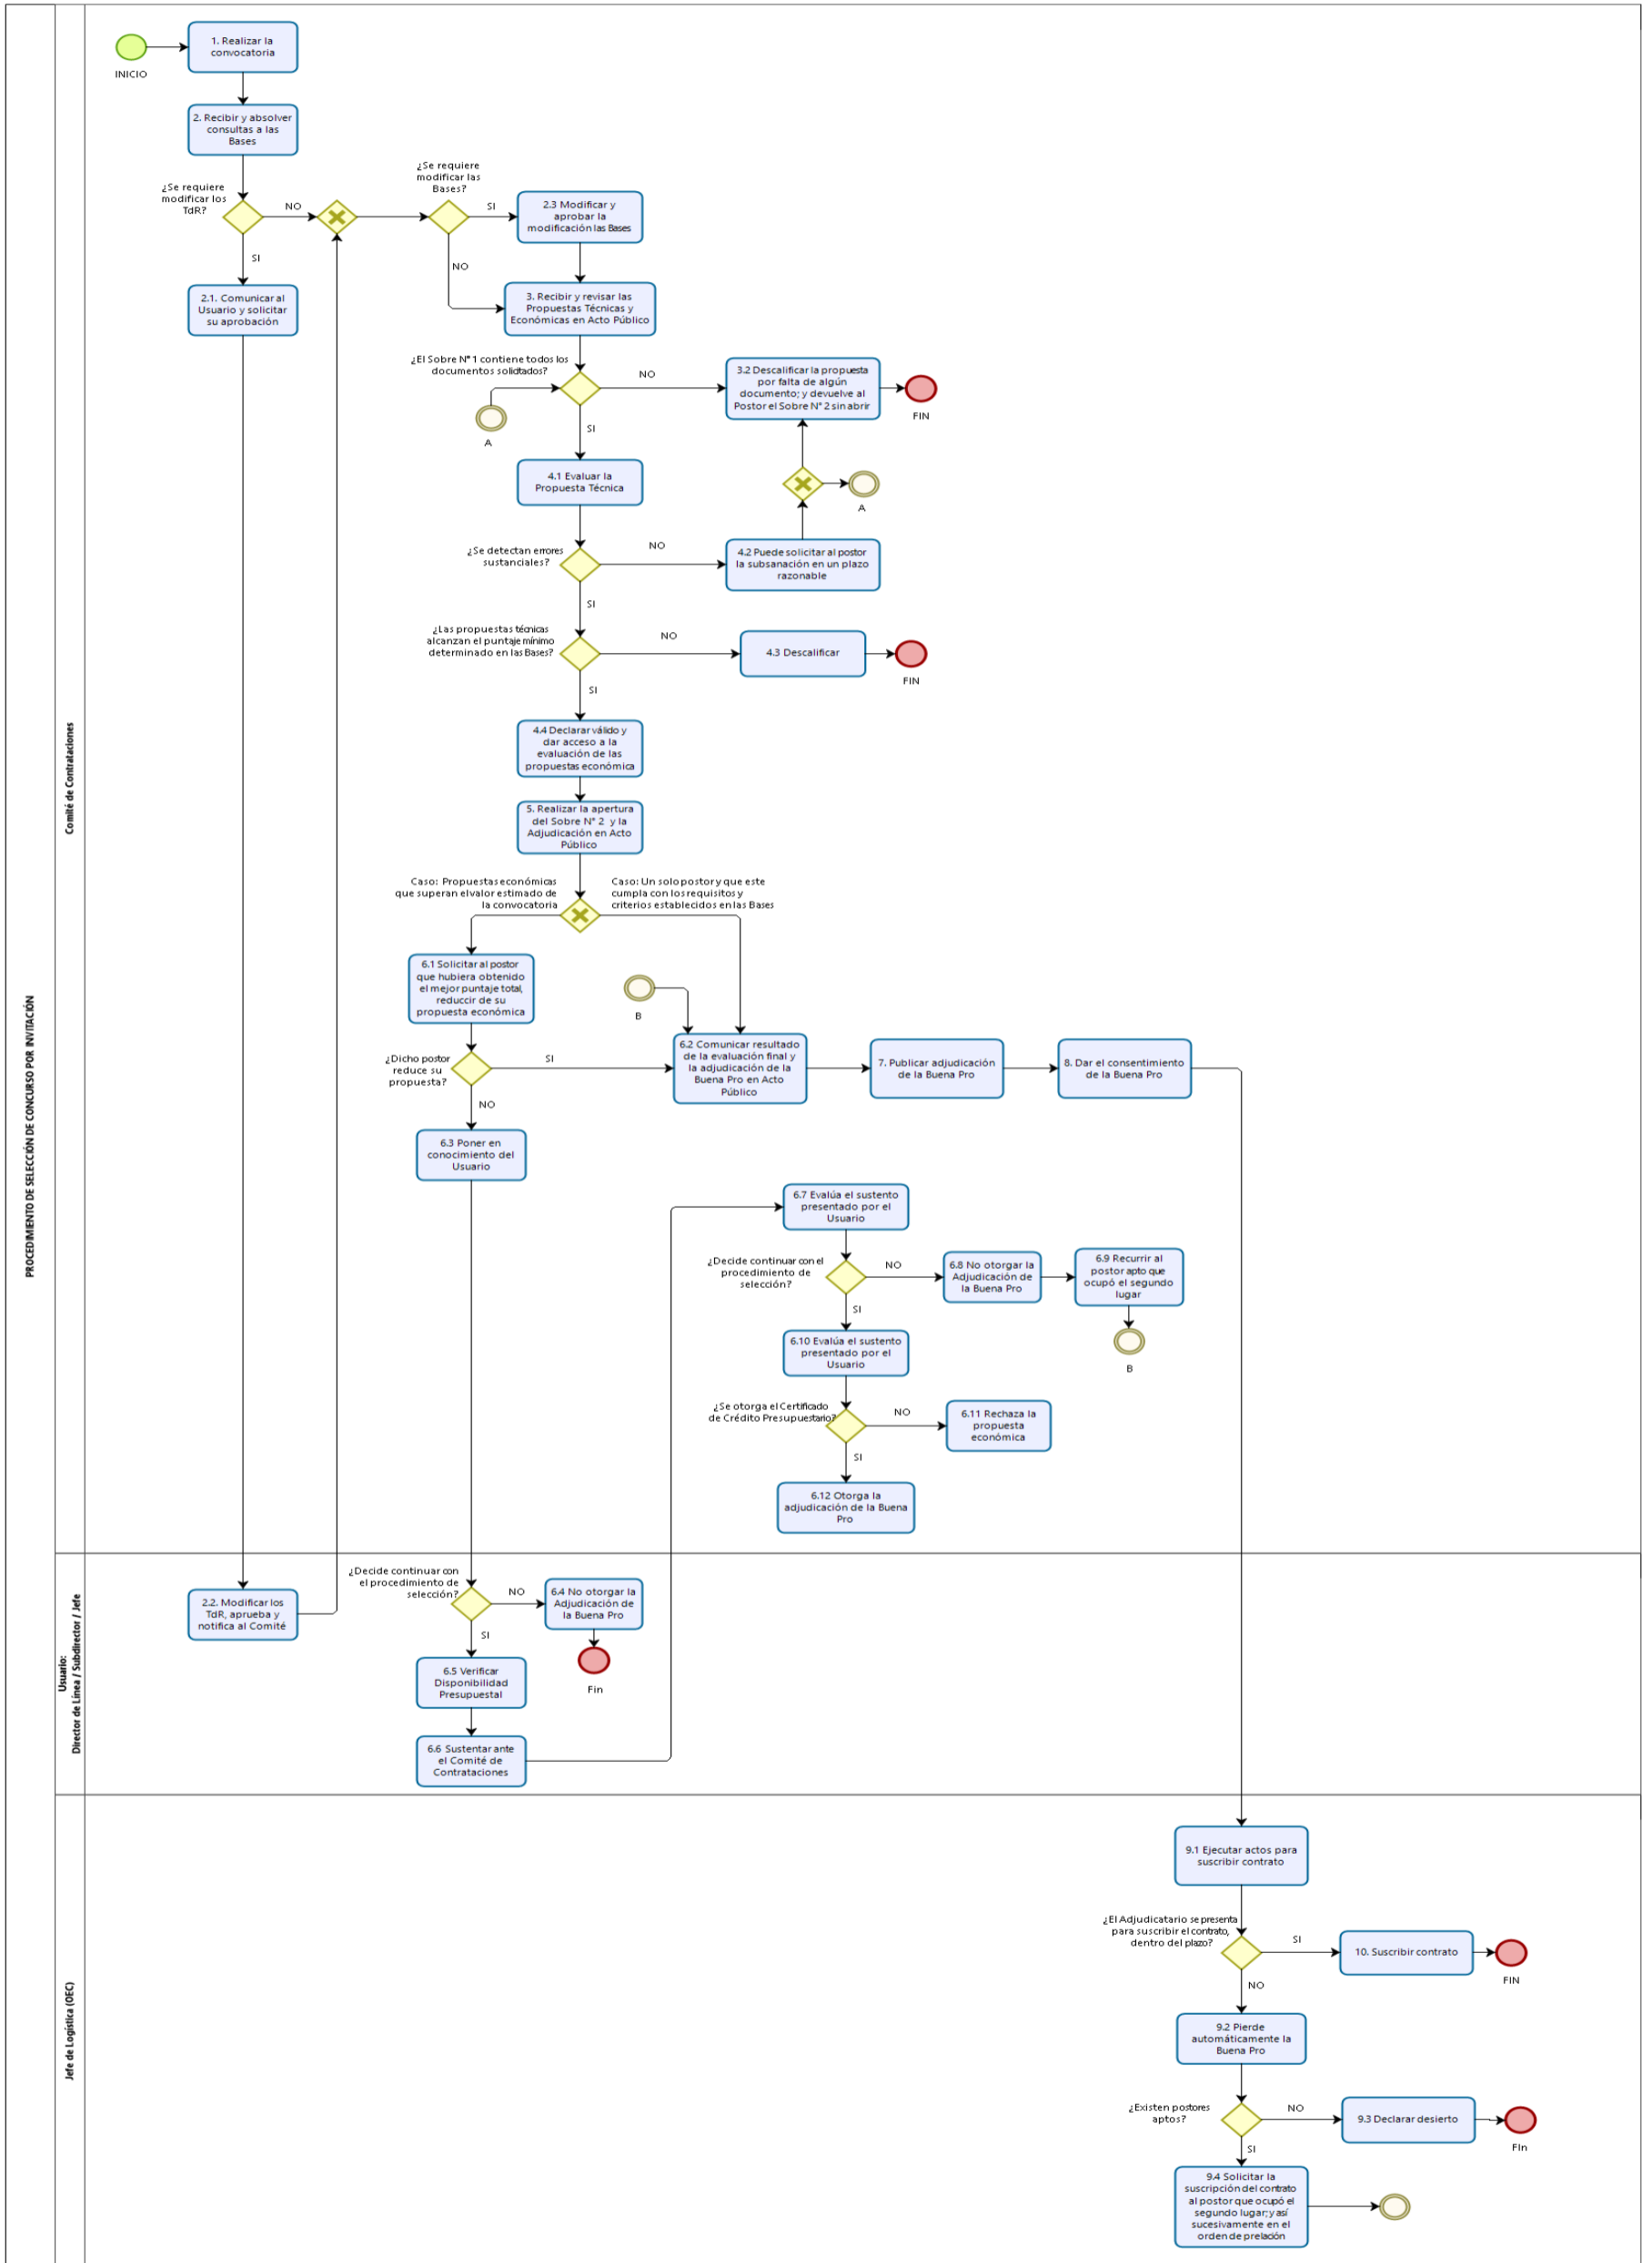 PROCEDIMIENTO DE SELECCIÓN DE CONCURSO POR INVITACIÓN
Comité de Contrataciones
INICIO
1. Realizar la
convocatoria
2. Recibir y absolver
consultas a las
Bases
¿Se requiere
modificar los
TdR?
NO
SI
¿Se requiere
modificar las
Bases?
SI
NO
2.3 Modificar y
aprobar la
modificación las Bases
2.1. Comunicar al
Usuario y solicitar
su aprobación
3. Recibir y revisar las
Propuestas Técnicas y
Económicas en Acto Público
¿El Sobre N° 1 contiene todos los
documentos solicitados?
NO
SI
A
3.2 Descalificar la propuesta
por falta de algún
documento; y devuelve al
Postor el Sobre N° 2 sin abrir
FIN
4.1 Evaluar la
Propuesta Técnica
A
¿Se detectan errores
sustanciales?
NO
SI
4.2 Puede solicitar al postor
la subsanación en un plazo
razonable
¿Las propuestas técnicas
alcanzan el puntaje mínimo
determinado en las Bases?
NO
SI
4.3 Descalificar
FIN
4.4 Declarar válido y
dar acceso a la
evaluación de las
propuestas económica
5. Realizar la apertura
del Sobre N° 2 y la
Adjudicación en Acto
Público
Caso: Propuestas económicas
que superan el valor estimado de
la convocatoria
Caso: Un solo postor y que este
cumpla con los requisitos y
criterios establecidos en las Bases
6.1 Solicitar al postor
que hubiera obtenido
el mejor puntaje total,
reduccir de su
propuesta económica
B
¿Dicho postor
reduce su
propuesta?
SI
NO
6.2 Comunicar resultado
de la evaluación final y
la adjudicación de la
Buena Pro en Acto
Público
7. Publicar adjudicación
de la Buena Pro
8. Dar el consentimiento
de la Buena Pro
6.3 Poner en
conocimiento del
Usuario
6.7 Evalúa el sustento
presentado por el
Usuario
¿Decide continuar con el
procedimiento de
selección?
NO
SI
6.8 No otorgar la
Adjudicación de
la Buena Pro
6.9 Recurrir al
postor apto que
ocupó el segundo
lugar
B
6.10 Evalúa el sustento
presentado por el
Usuario
¿Se otorga el Certificado
de Crédito Presupuestario?
NO
SI
6.11 Rechaza la
propuesta
económica
6.12 Otorga la
adjudicación de la Buena
Pro
Usuario:
Director de Línea / Subdirector / Jefe
2.2. Modificar los
TdR, aprueba y
notifica al Comité
¿Decide continuar con
el procedimiento de
selección?
NO
SI
6.4 No otorgar la
Adjudicación de
la Buena Pro
Fin
6.5 Verificar
Disponibilidad
Presupuestal
6.6 Sustentar ante
el Comité de
Contrataciones
Jefe de Logística (OEC)
9.1 Ejecutar actos para
suscribir contrato
¿El Adjudicatario se presenta
para suscribir el contrato,
dentro del plazo?
SI
NO
10. Suscribir contrato
FIN
9.2 Pierde
automáticamente la
Buena Pro
¿Existen postores
aptos?
NO
SI
9.3 Declarar desierto
FIn
9.4 Solicitar la
suscripción del contrato
al postor que ocupó el
segundo lugar; y así
sucesivamente en el
orden de prelación